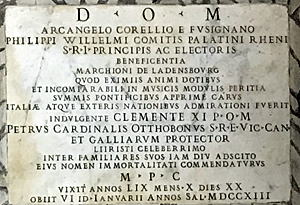 D · O · M
ARCANGELO CORELLIO E FVSIGNANO
PHILIPPI WILLELMI COMITIS PALATINI RHENI
S · R · I · PRINCIPIS AC ELECTORIS
BENEFICENTIA
MARCHIONI DE LADENSBOVRG
QVOD EXIMIIS ANIMI DOTIBVS
ET INCOMPARABILI IN MVSICIS MODVLIS PERITIA
SVMMIS PONTIFICIBVS APPRIME CARVS
ITALIÆ ATQVE EXTERIS NATIONIBVS ADMIRATIONI FVERIT
INDVLGENTE CLEMENTE XI P · O · M
PETRVS CARDINALIS OTTHOBONVS S · R · E · VIC · CAN ·
ET GALLIARVM PROTECTOR
LIIRISTI CELEBERRIMO
INTER FAMILIARES SVOS IAM DIV ADSCITO
EIVS NOMEN IMMORTALITATI COMMENDATVRVS
M · P · C
VIXIT ANNOS LIX MENS · X DIES XX
OBIIT VI ID · IANVARII ANNO SAL · MDCCXIII